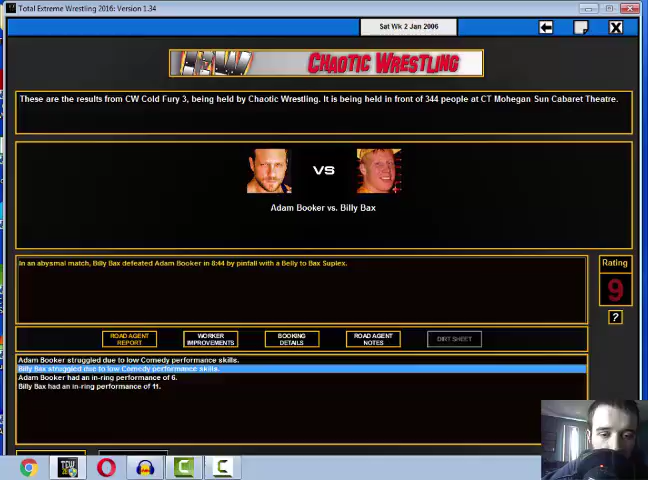 Total Extreme Wrestling 2016: Version 1.34
Sat Wk 2 Jan 2006
CHAOTIC WRESTLING
These are the results from CW Cold Fury 3, being held by Chaotic Wrestling. It is being held in front of 344 people at CT Mohegan Sun Cabaret Theatre.
VS
Adam Booker vs. Billy Bax
In an abysmal match, Billy Bax defeated Adam Booker in 8:44 by pinfall with a Belly to Bax Suplex.
Rating
9
?
ROAD AGENT REPORT
WORKER IMPROVEMENTS
BOOKING DETAILS
ROAD AGENT NOTES
DIRT SHEET
Adam Booker struggled due to low Comedy performance skills.
Billy Bax struggled due to low Comedy performance skills.
Adam Booker had an in-ring performance of 6.
Billy Bax had an in-ring performance of 11.